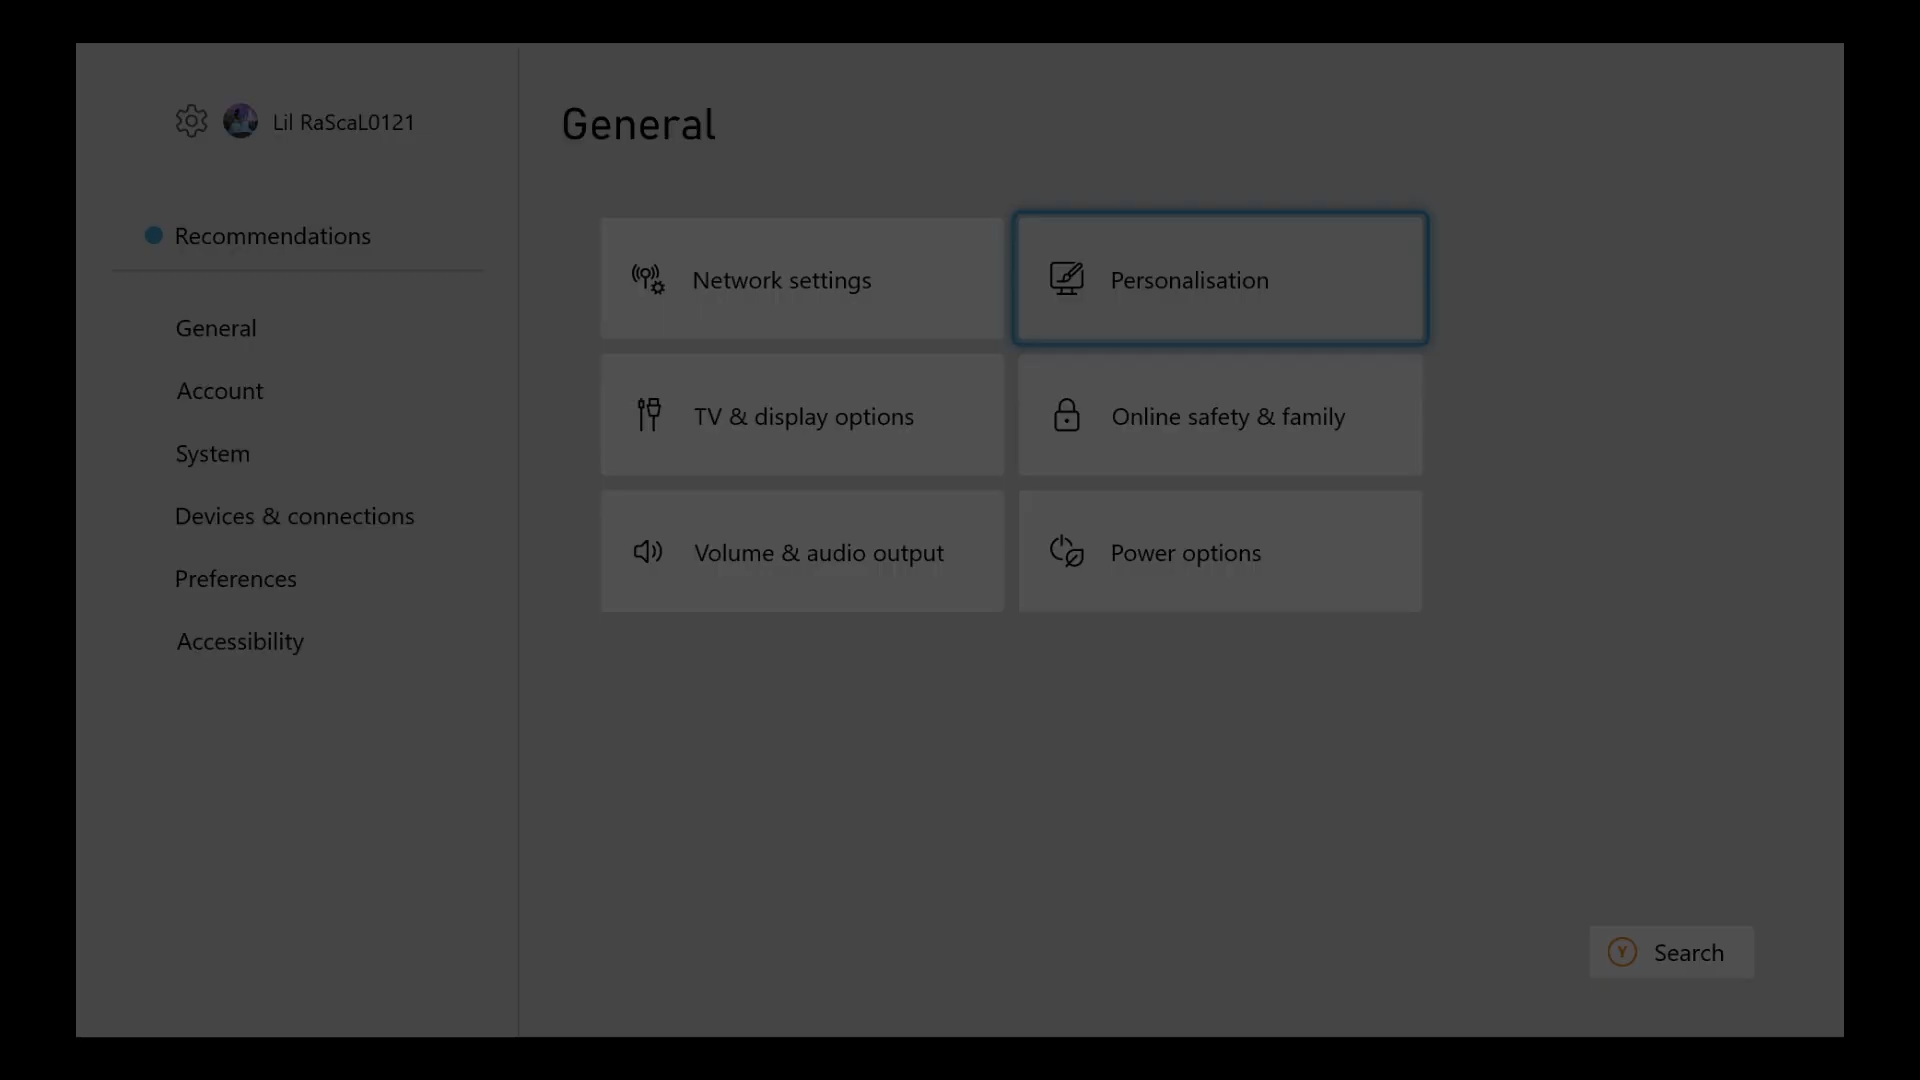 Lil RaScaL0121
Recommendations
General
Account
System
Devices & connections
Preferences
Accessibility
General
Network settings
Personalisation
TV & display options
Online safety & family
Volume & audio output
Power options
Y Search